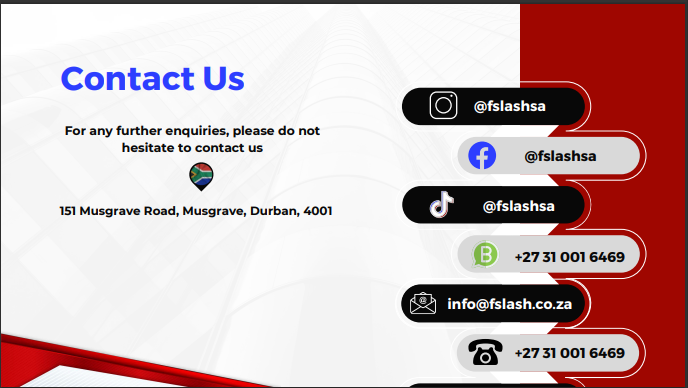 Contact Us
For any further enquiries, please do not
hesitate to contact us
151 Musgrave Road, Musgrave, Durban, 4001
@fslashsa
@fslashsa
@fslashsa
+27 31 001 6469
info@fslash.co.za
+27 31 001 6469